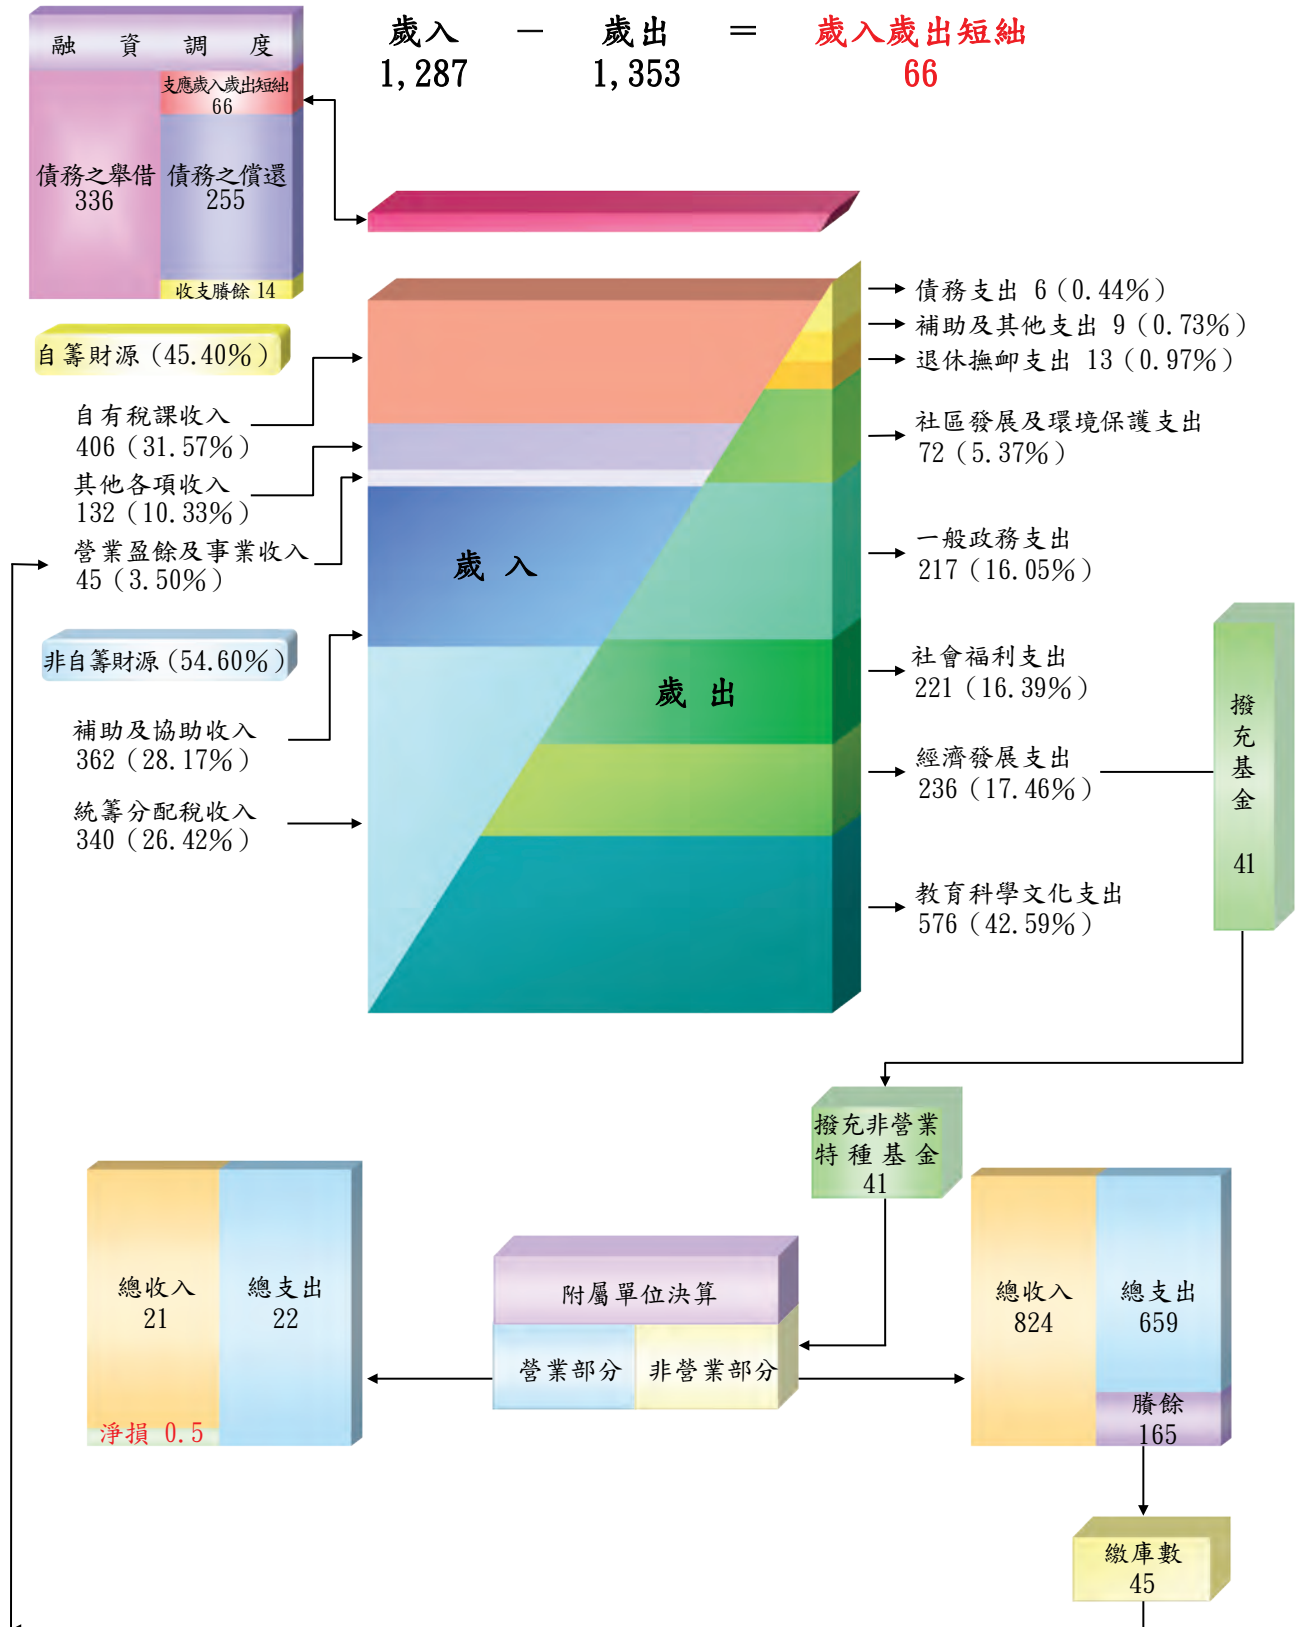 歲入 － 歲出 ＝ 歲入歲出短絀
1,287 1,353 66
融資調度
支應歲入歲出短絀
66
債務之舉借
336
債務之償還
255
收支賸餘 14
自籌財源(45.40%)
自有稅課收入
406(31.57%)
其他各項收入
132(10.33%)
營業盈餘及事業收入
45(3.50%)
非自籌財源(54.60%)
補助及協助收入
362(28.17%)
統籌分配稅收入
340(26.42%)
歲入
歲出
債務支出 6(0.44%)
補助及其他支出 9(0.73%)
退休撫卹支出 13(0.97%)
社區發展及環境保護支出
72(5.37%)
一般政務支出
217(16.05%)
社會福利支出
221(16.39%)
經濟發展支出
236(17.46%)
教育科學文化支出
576(42.59%)
撥充基金
41
撥充非營業
特種基金
41
總收入
21
總支出
22
淨損 0.5
附屬單位決算
營業部分
非營業部分
總收入
824
總支出
659
賸餘
165
繳庫數
45